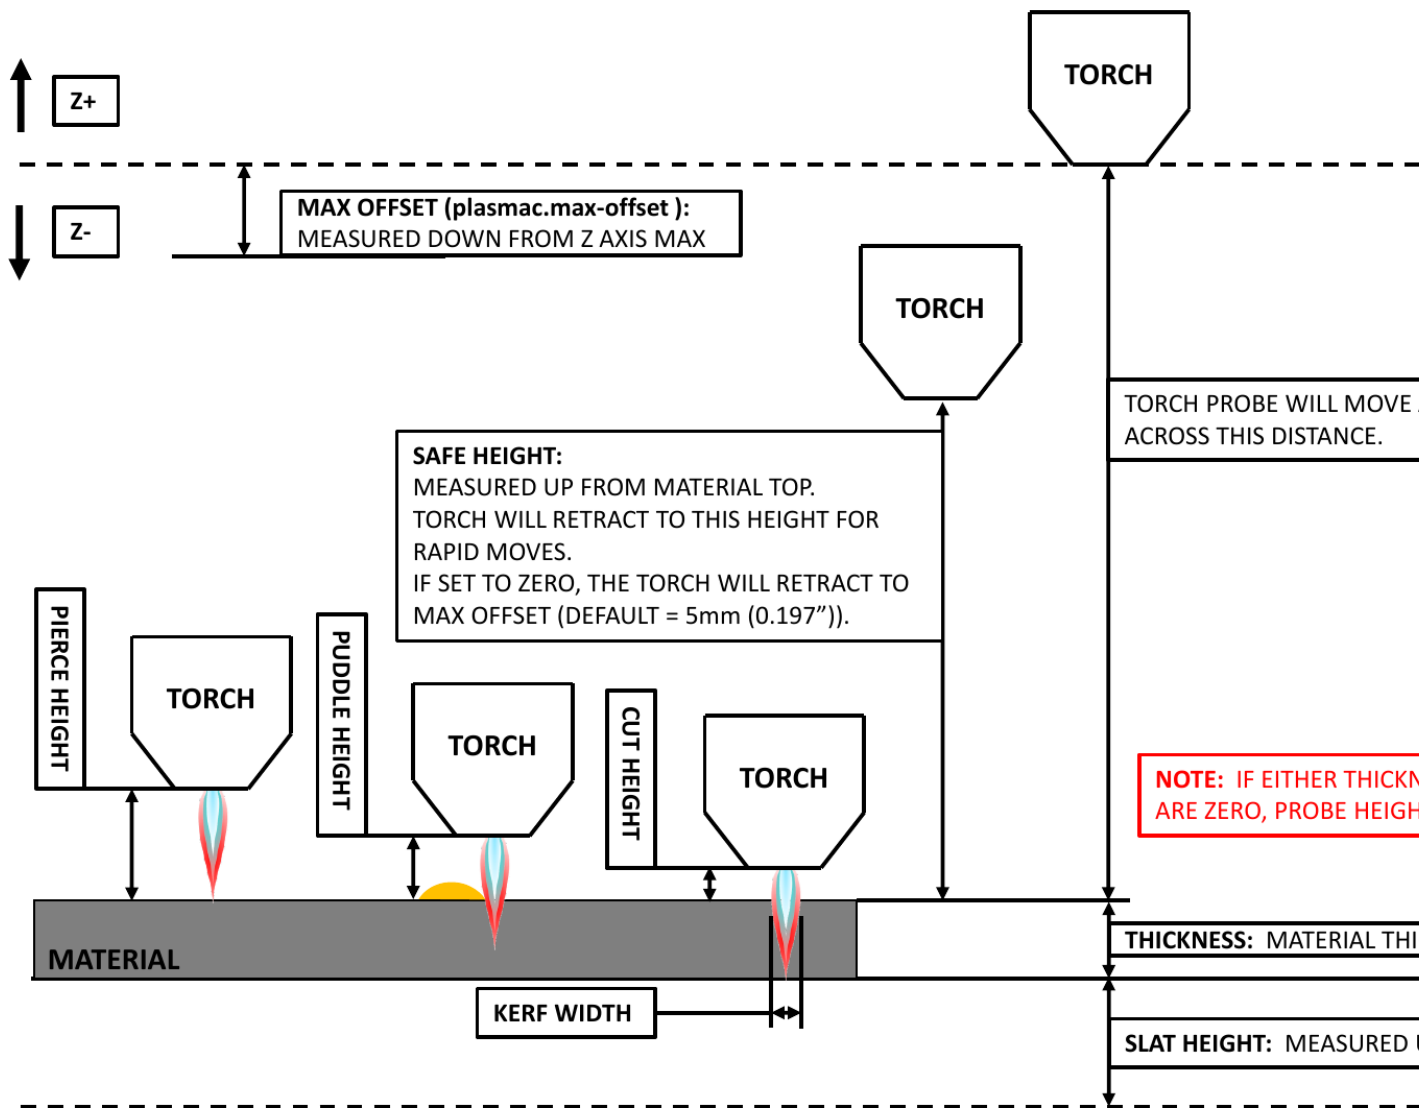 TORCH
Z+
MAX OFFSET (plasmac.max-offset ):
MEASURED DOWN FROM Z AXIS MAX
Z-
TORCH
TORCH PROBE WILL MOVE
ACROSS THIS DISTANCE.
SAFE HEIGHT:
MEASURED UP FROM MATERIAL TOP.
TORCH WILL RETRACT TO THIS HEIGHT FOR
RAPID MOVES.
IF SET TO ZERO, THE TORCH WILL RETRACT TO
MAX OFFSET (DEFAULT = 5mm (0.197”)).
PIERCE HEIGHT
TORCH
PUDDLE HEIGHT
TORCH
CUT HEIGHT
TORCH
NOTE: IF EITHER
ARE ZERO, PROBE
MATERIAL
THICKNESS: MATERIAL
KERF WIDTH
SLAT HEIGHT: MEASURED